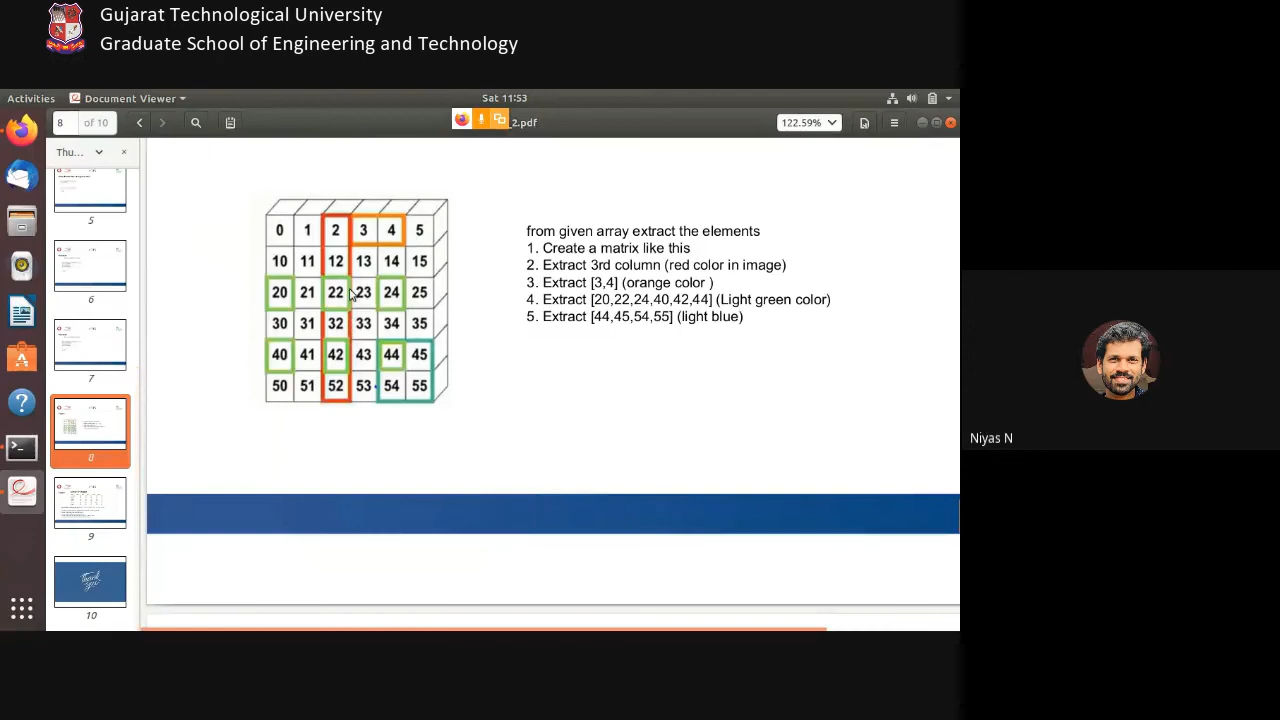 Gujarat Technological University
Graduate School of Engineering and Technology
Activities Document Viewer Sat 11:53
8 of 10 _2.pdf 122.59%
Thu...
5
6
7
8
9
Thank you
10
0 1 2 3 4 5
10 11 12 13 14 15
20 21 22 23 24 25
30 31 32 33 34 35
40 41 42 43 44 45
50 51 52 53 54 55
from given array extract the elements
1. Create a matrix like this
2. Extract 3rd column (red color in image)
3. Extract [3,4] (orange color )
4. Extract [20,22,24,40,42,44] (Light green color)
5. Extract [44,45,54,55] (light blue)
Niyas N